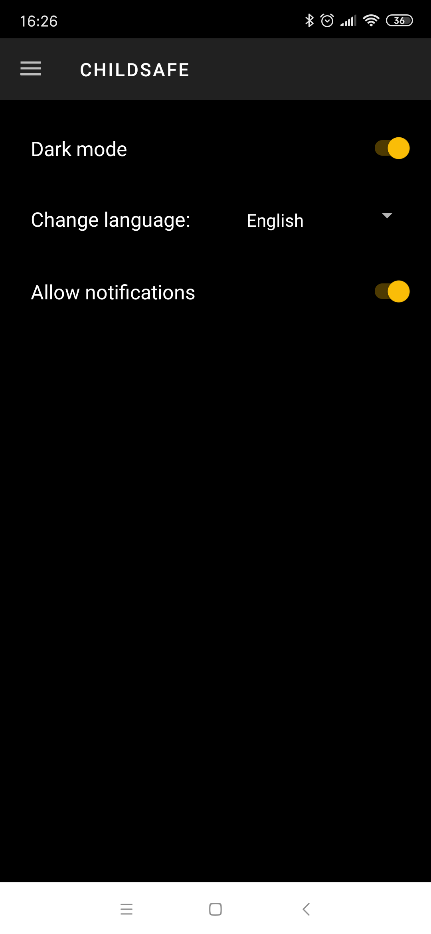 16:26
36
CHILDSAFE
Dark mode
Change language: English
Allow notifications